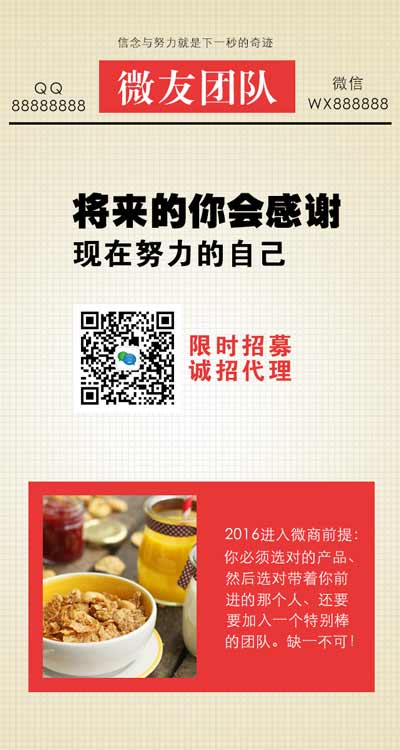 信念与努力就是下一秒的奇迹
QQ
88888888
微友团队
微信
WX888888
将来的你会感谢
现在努力的自己
限时招募
诚招代理
2016进入微商前提:
你必须选对的产品、
然后选对带着你前
进的那个人、还要
要加入一个特别棒
的团队。缺一不可!